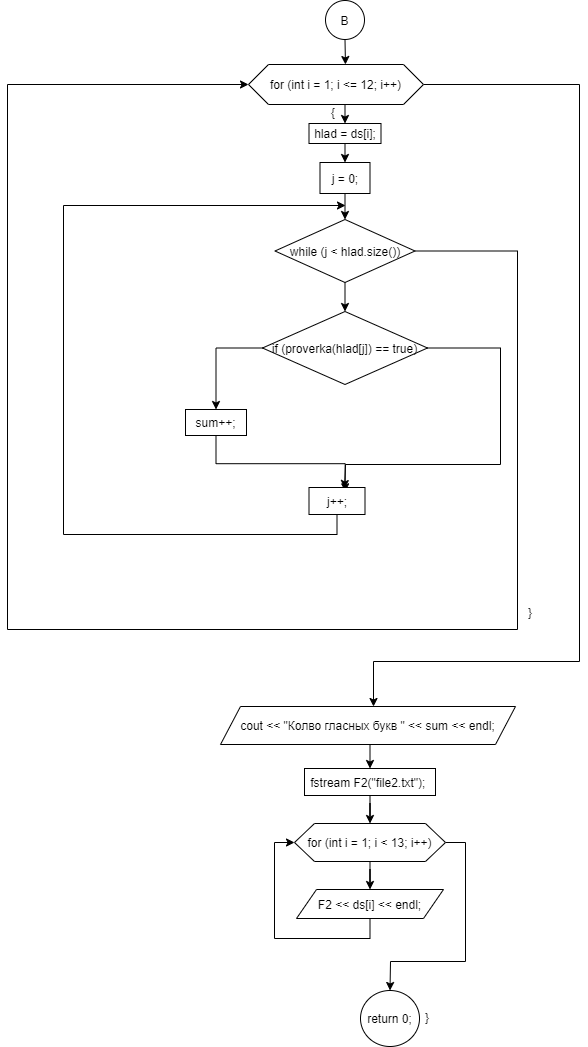 B
for (int i = 1; i <= 12; i++)
{
hlad = ds[i];
j = 0;
while (j < hlad.size())
if (proverka(hlad[j]) == true)
sum++;
j++;
}
cout << "Колво гласных букв " << sum << endl;
fstream F2("file2.txt");
for (int i = 1; i < 13; i++)
F2 << ds[i] << endl;
return 0; }